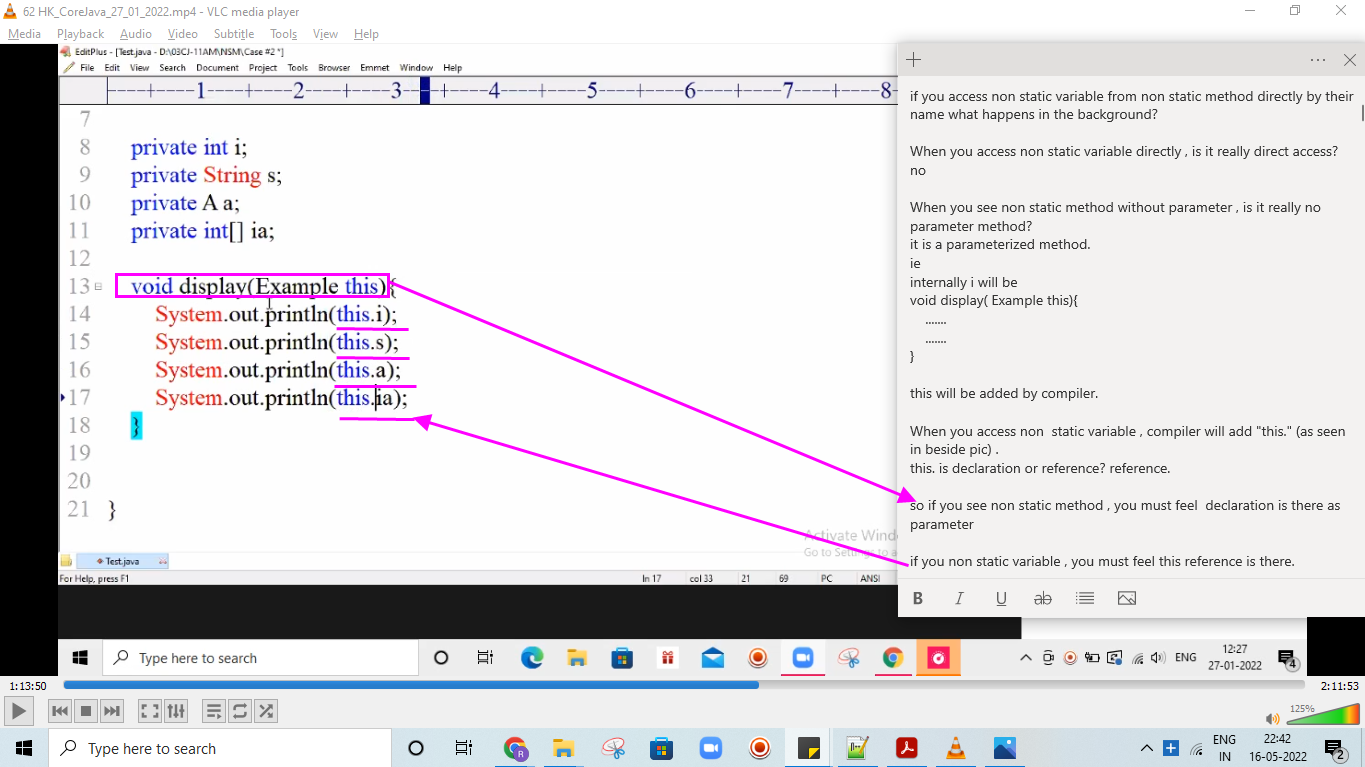 62 HK_CoreJava_27_01_2022.mp4 - VLC media player
Media Playback Audio Video Subtitle Tools View Help
EditPlus - [Test.java - D:\03CJ-11AM\NSM\Case #2 *]
File Edit View Search Document Project Tools Browser Emmet Window Help
----+----1----+----2----+----3----+----4----+----5----+----6----+----7----+----8
7
8 private int i;
9 private String s;
10 private A a;
11 private int[] ia;
12
13 void display(Example this){
14 System.out.println(this.i);
15 System.out.println(this.s);
16 System.out.println(this.a);
17 System.out.println(this.ia);
18 }
19
20
21 }
Activate Wind
Go to Settings to a
Test.java
For Help, press F1 ln 17 col 33 21 69 PC ANSI
if you access non static variable from non static method directly by their
name what happens in the background?
When you access non static variable directly , is it really direct access?
no
When you see non static method without parameter , is it really no
parameter method?
it is a parameterized method.
ie
internally i will be
void display( Example this){
.......
.......
}
this will be added by compiler.
When you access non  static variable , compiler will add "this." (as seen
in beside pic) .
this. is declaration or reference? reference.
so if you see non static method , you must feel  declaration is there as
parameter
if you non static variable , you must feel this reference is there.
B I U ab
Type here to search
ENG
12:27
27-01-2022
4
1:13:50
2:11:53
125%
Type here to search
R
ENG
IN
22:42
16-05-2022
2